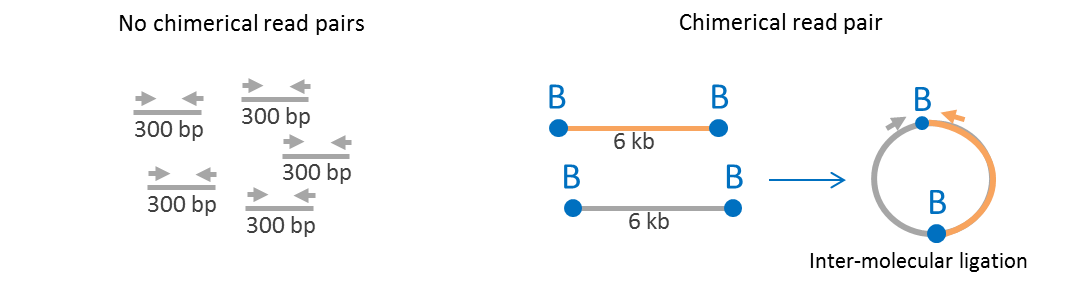 No chimerical read pairs
300 bp
300 bp
300 bp
300 bp
300 bp
Chimerical read pair
B B
6 kb
B B
6 kb
B
B
Inter-molecular ligation